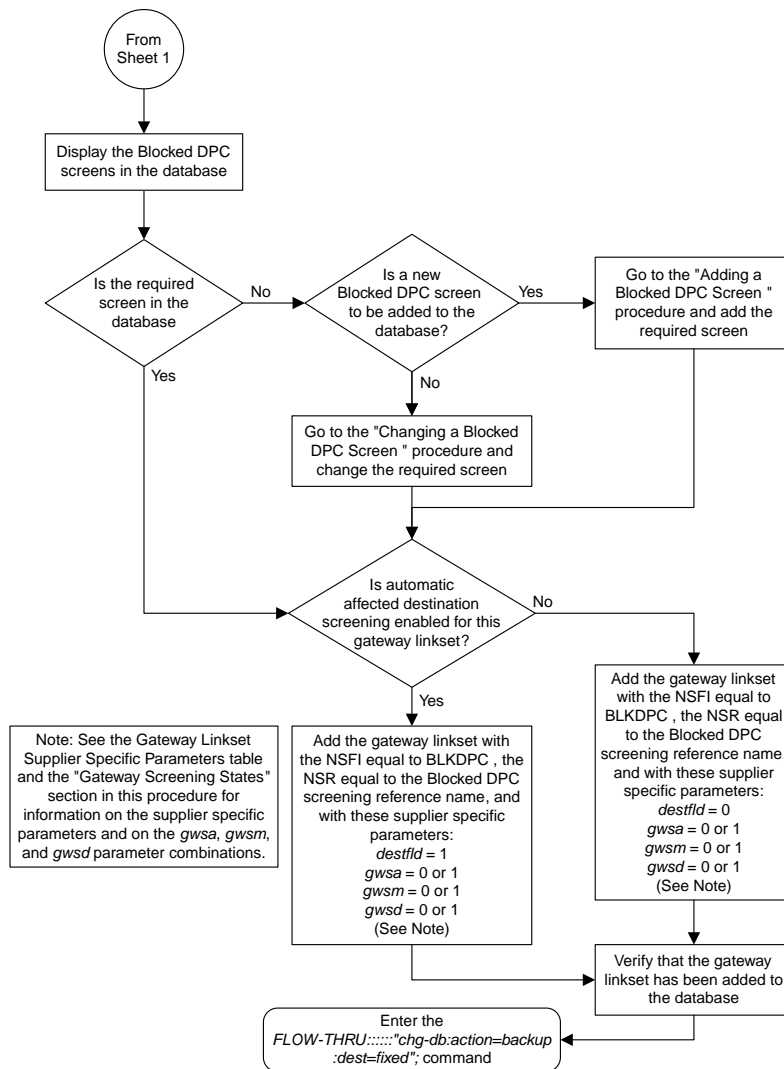 From
Sheet 1
Display the Blocked DPC
screens in the database
Is the required
screen in the
database
No
Yes
Is a new
Blocked DPC screen
to be added to the
database?
Yes
No
Go to the "Adding a
Blocked DPC Screen "
procedure and add the
required screen
Go to the "Changing a Blocked
DPC Screen " procedure and
change the required screen
Is automatic
affected destination
screening enabled for this
gateway linkset?
No
Yes
Note: See the Gateway Linkset
Supplier Specific Parameters table
and the "Gateway Screening States"
section in this procedure for
information on the supplier specific
parameters and on the gwsa, gwsm,
and gwsd parameter combinations.
Add the gateway linkset with
the NSFI equal to BLKDPC , the
NSR equal to the Blocked DPC
screening reference name, and
with these supplier specific
parameters:
destfld = 1
gwsa = 0 or 1
gwsm = 0 or 1
gwsd = 0 or 1
(See Note)
Add the gateway linkset
with the NSFI equal to
BLKDPC , the NSR equal
to the Blocked DPC
screening reference name
and with these supplier
specific parameters:
destfld = 0
gwsa = 0 or 1
gwsm = 0 or 1
gwsd = 0 or 1
(See Note)
Verify that the gateway
linkset has been added to
the database
Enter the
FLOW-THRU::::::"chg-db:action=backup
:dest=fixed"; command